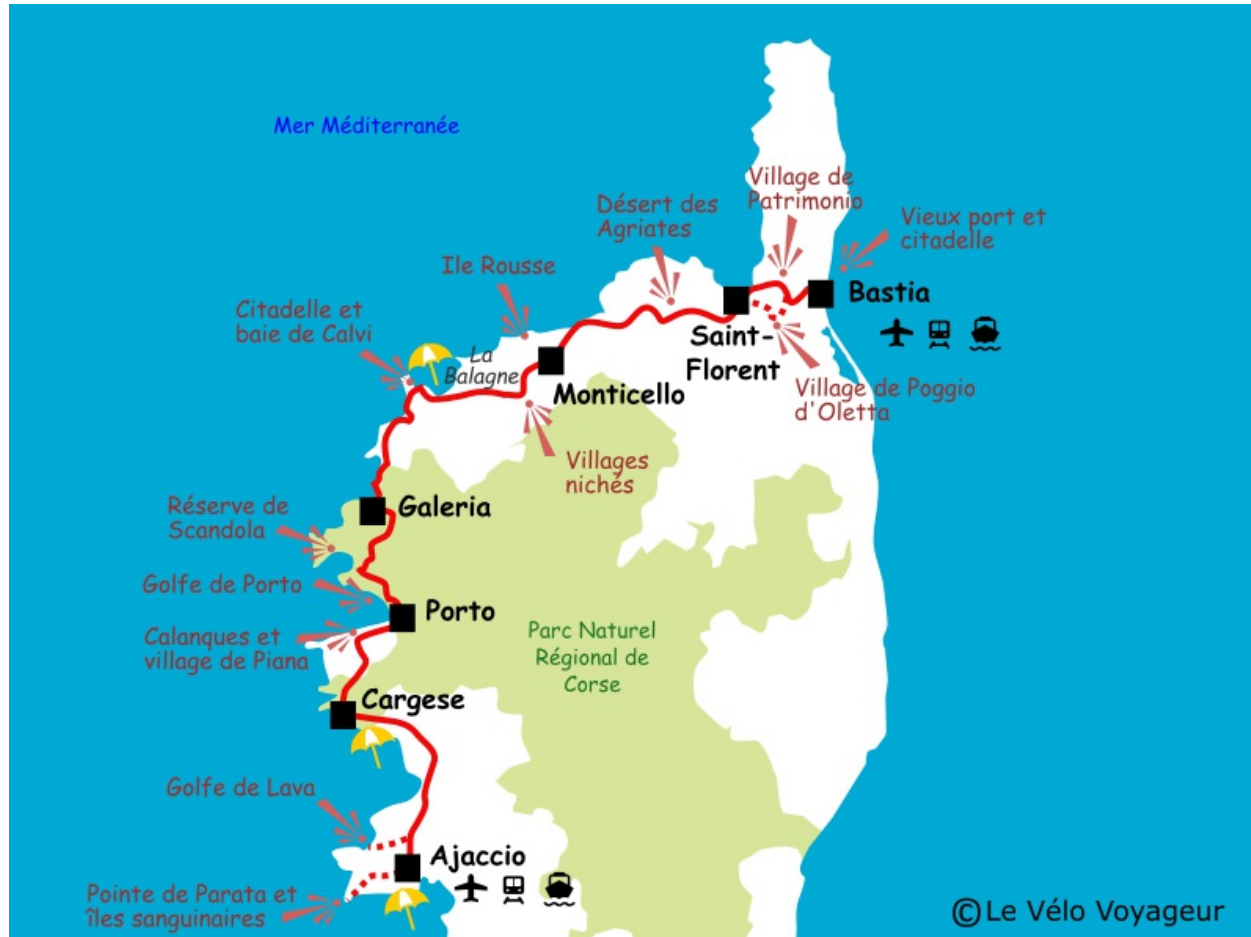 Mer Méditerranée
Village de
Patrimonio
Désert des
Agriates
Vieux port et
citadelle
Ile Rousse
Bastia
Citadelle et
baie de Calvi
Saint-
Florent
La
Balagne
Monticello
Village de Poggio
d'Oletta
Villages
nichés
Galeria
Réserve de
Scandola
Golfe de Porto
Porto
Calanques et
village de Piana
Parc Naturel
Régional de
Corse
Cargese
Golfe de Lava
Ajaccio
Pointe de Parata et
îles sanguinaires
©Le Vélo Voyageur